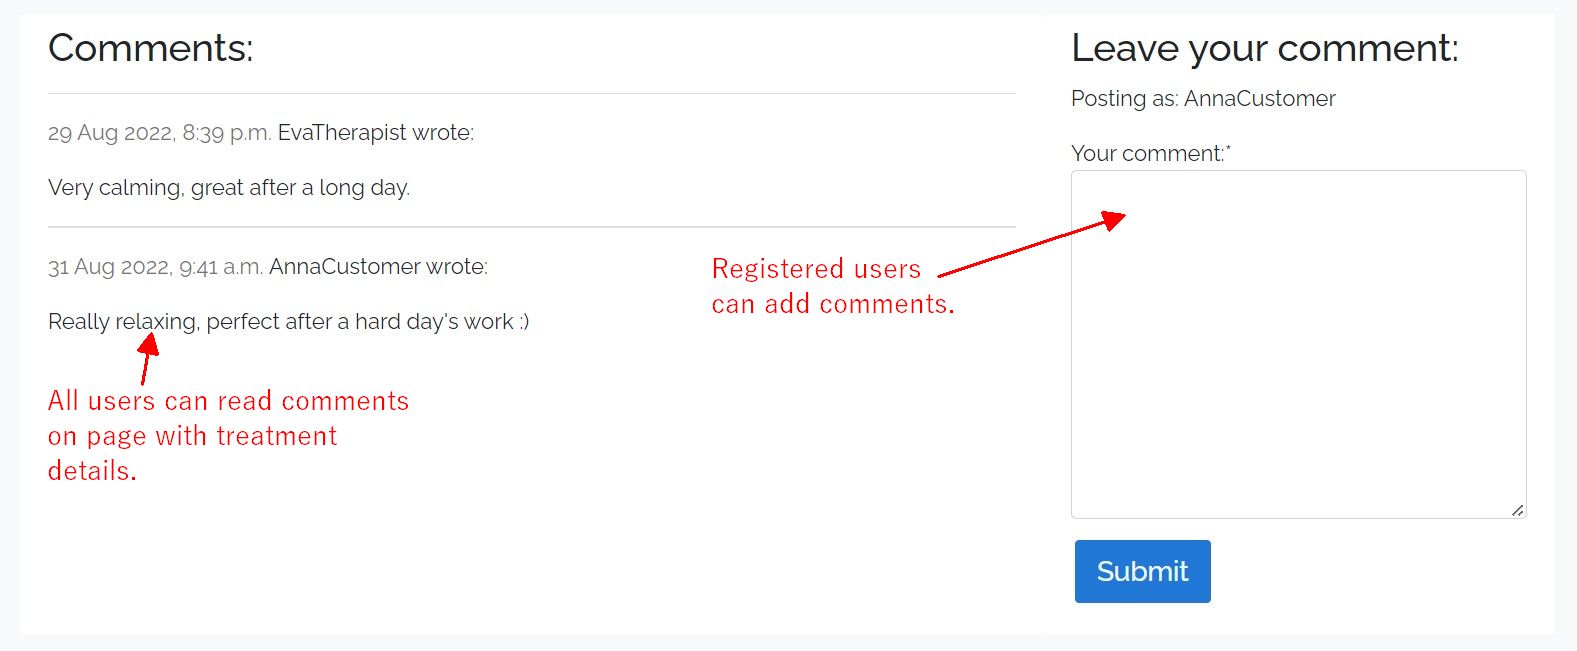 Comments:
29 Aug 2022, 8:39 p.m. EvaTherapist wrote:
Very calming, great after a long day.
31 Aug 2022, 9:41 a.m. AnnaCustomer wrote:
Really relaxing, perfect after a hard day's work :)
All users can read comments
on page with treatment
details.
Registered users
can add comments.
Leave your comment:
Posting as: AnnaCustomer
Your comment:*
Submit